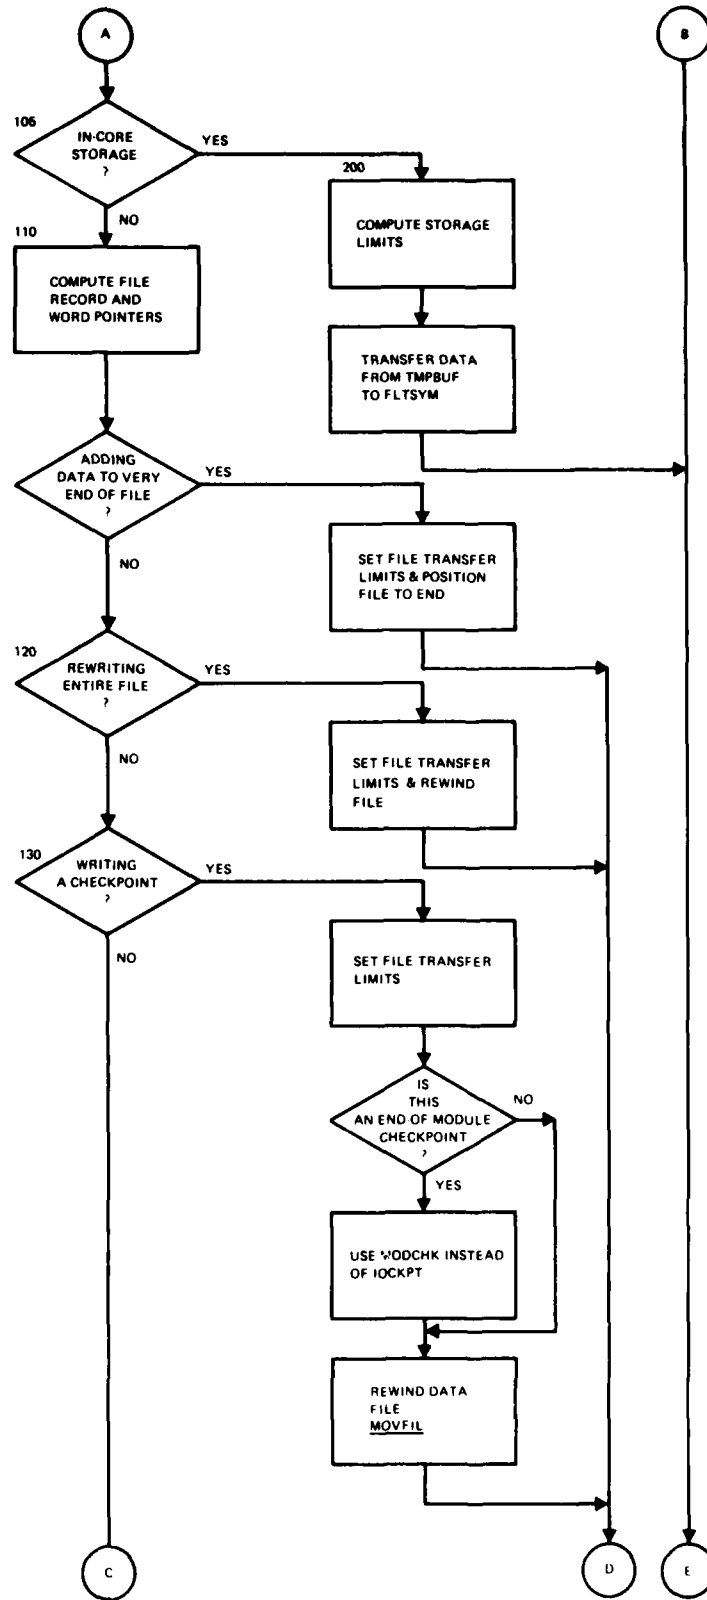 A
B
106
IN-CORE
STORAGE
?
YES
NO
200
COMPUTE STORAGE
LIMITS
110
COMPUTE FILE
RECORD AND
WORD POINTERS
TRANSFER DATA
FROM TMPBUF
TO FLTSYM
ADDING
DATA TO VERY
END OF FILE
?
YES
NO
SET FILE TRANSFER
LIMITS & POSITION
FILE TO END
120
REWRITING
ENTIRE FILE
?
YES
NO
SET FILE TRANSFER
LIMITS & REWIND
FILE
130
WRITING
A CHECKPOINT
?
YES
NO
SET FILE TRANSFER
LIMITS
IS
THIS
AN END OF MODULE
CHECKPOINT
?
NO
YES
USE MODCHK INSTEAD
OF IOCKPT
REWIND DATA
FILE
MOVFIL
C
D
E